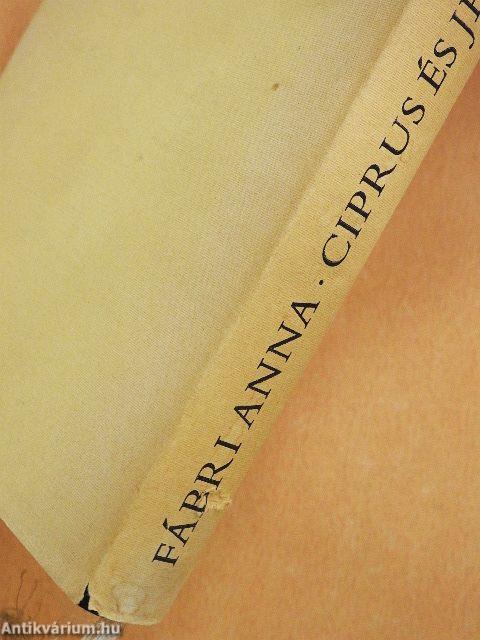 FÁBRI ANNA · CIPRUS ÉS
Antikvárium.hu